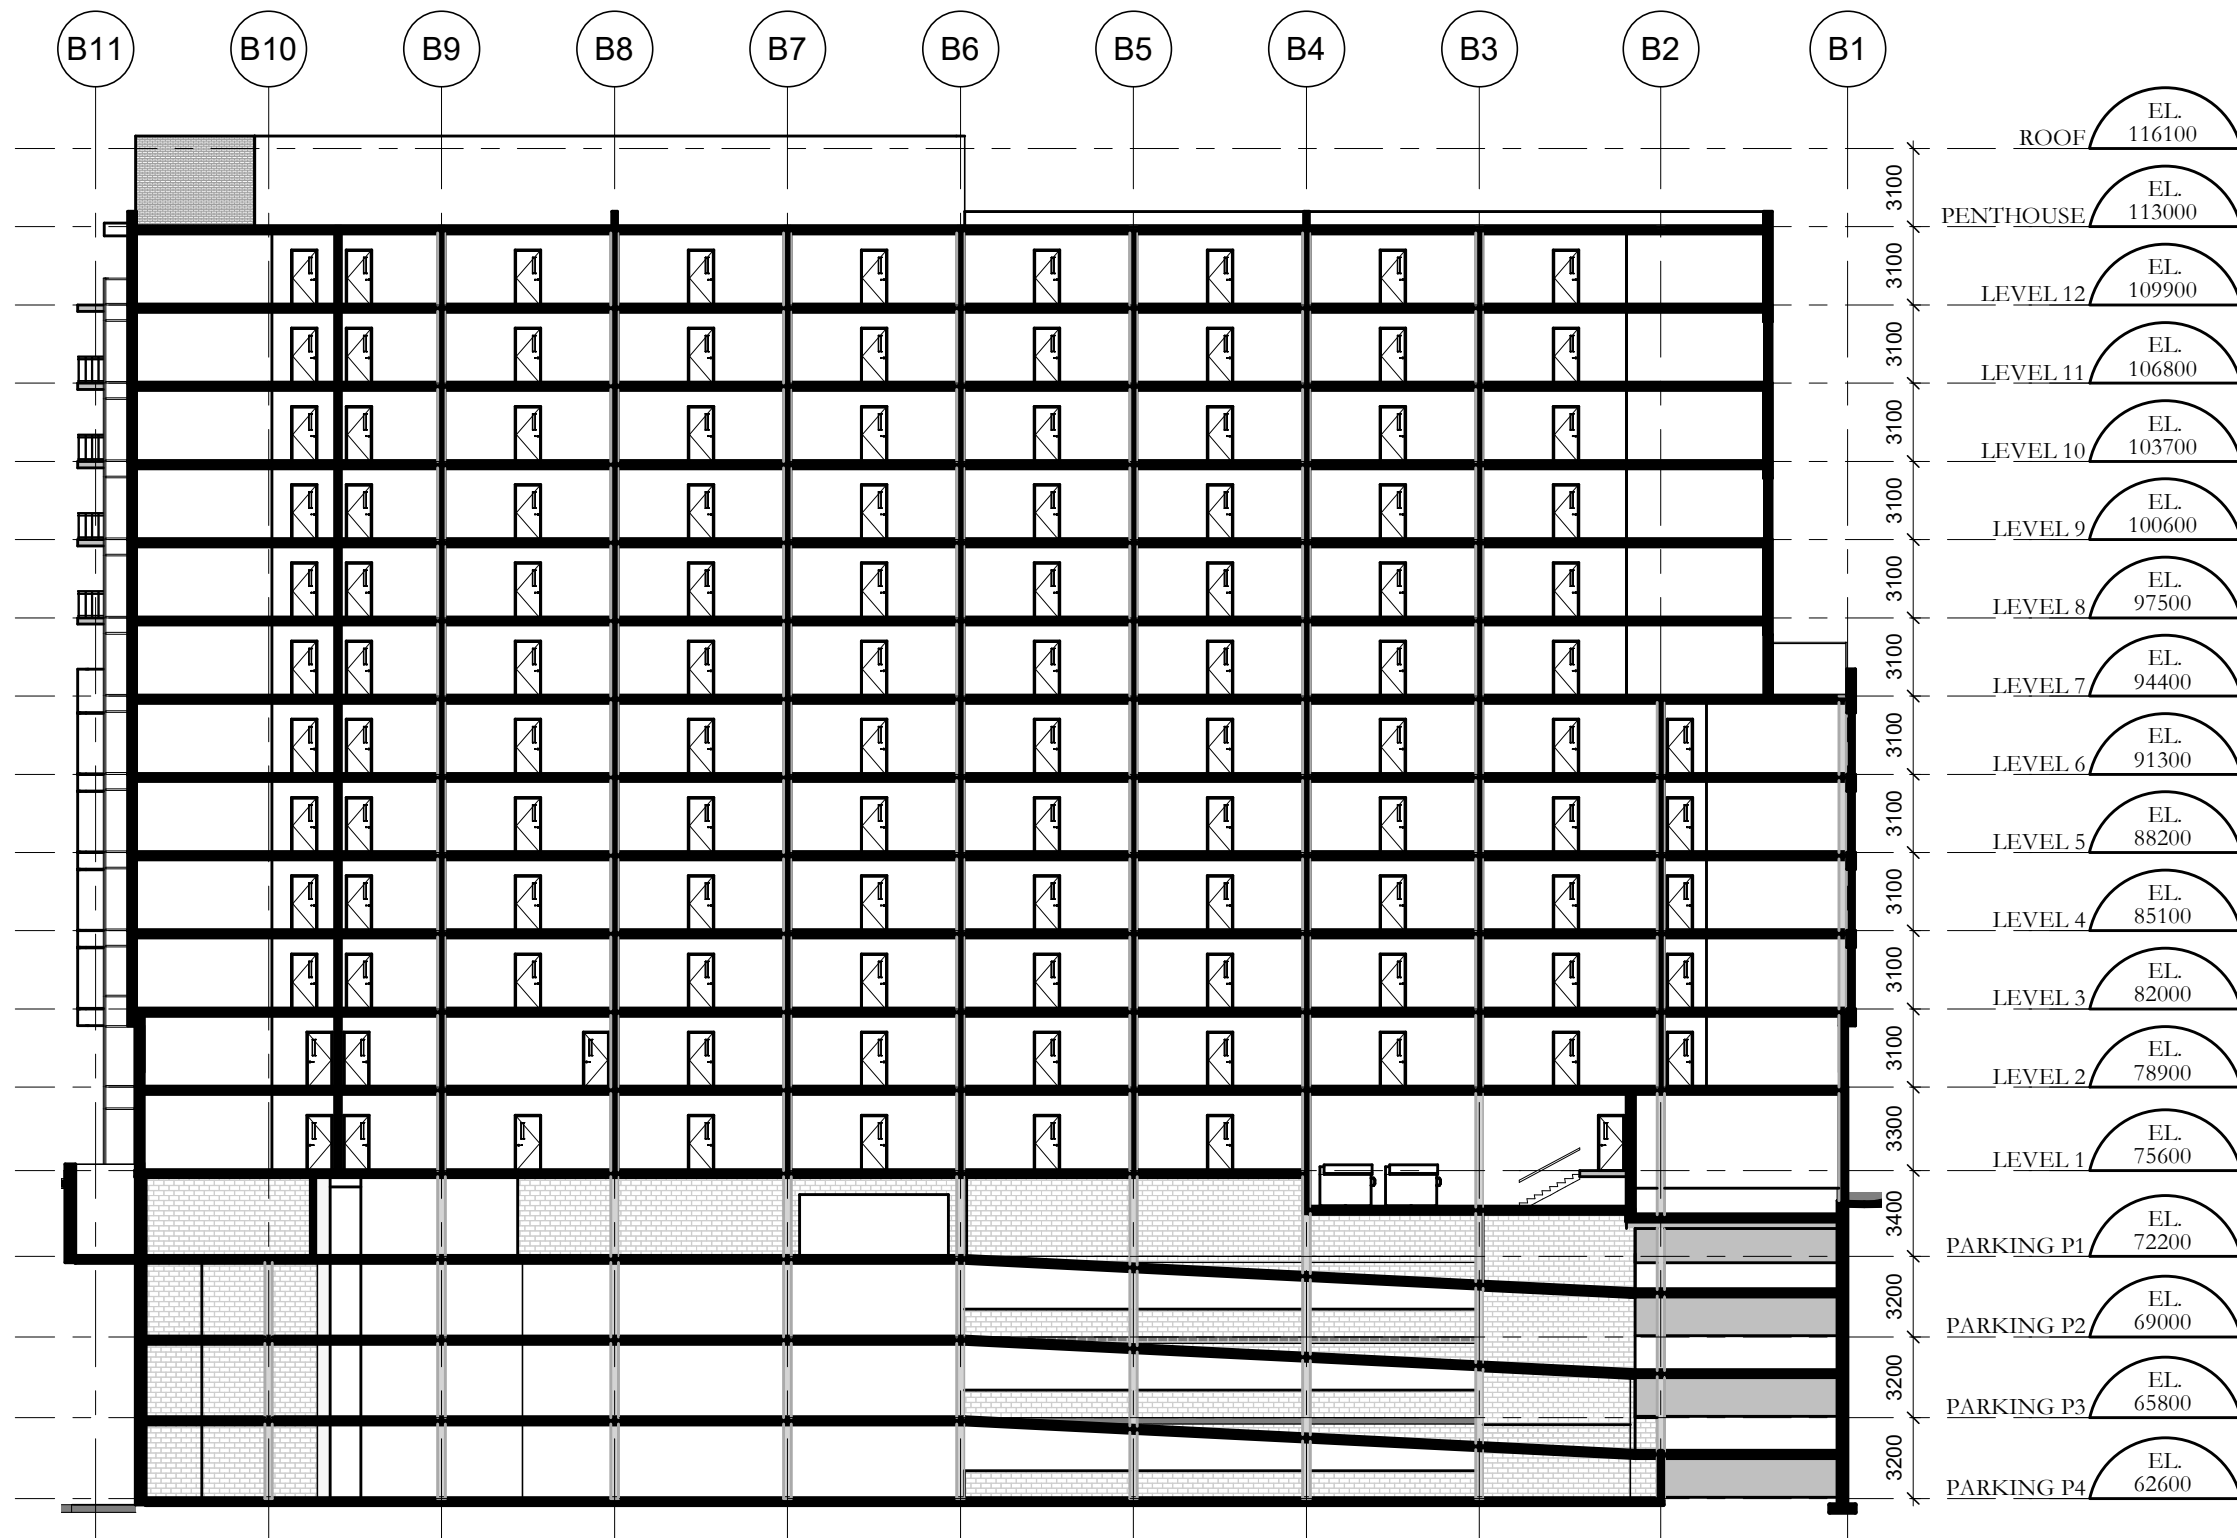 B11
B10
B9
B8
B7
B6
B5
B4
B3
B2
B1
EL.
116100
ROOF
3100
EL.
113000
PENTHOUSE
3100
EL.
109900
LEVEL 12
3100
EL.
106800
LEVEL 11
3100
EL.
103700
LEVEL 10
3100
EL.
100600
LEVEL 9
3100
EL.
97500
LEVEL 8
3100
EL.
94400
LEVEL 7
3100
EL.
91300
LEVEL 6
3100
EL.
88200
LEVEL 5
3100
EL.
85100
LEVEL 4
3100
EL.
82000
LEVEL 3
3100
EL.
78900
LEVEL 2
3300
EL.
75600
LEVEL 1
3400
EL.
72200
PARKING P1
3200
EL.
69000
PARKING P2
3200
EL.
65800
PARKING P3
3200
EL.
62600
PARKING P4